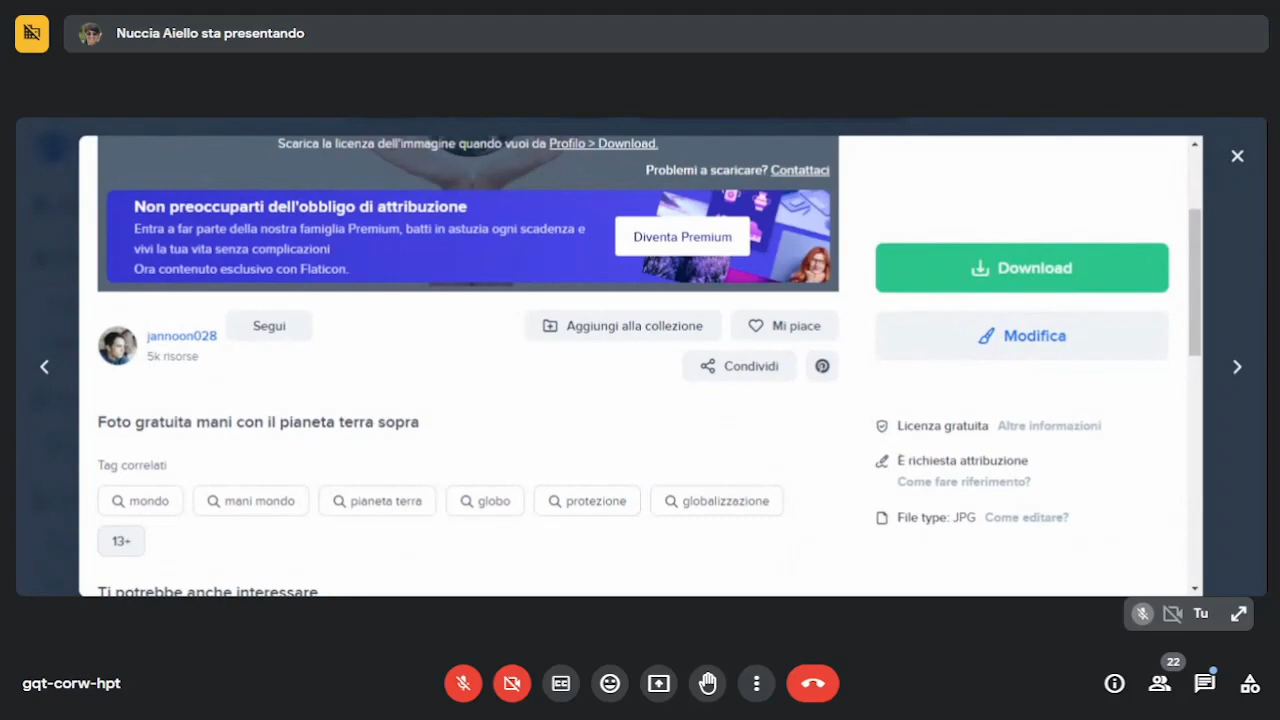 Nuccia Aiello sta presentando
Scarica la licenza dell'immagine quando vuoi da Profilo > Download.
Problemi a scaricare? Contattaci
Non preoccuparti dell'obbligo di attribuzione
Entra a far parte della nostra famiglia Premium, batti in astuzia ogni scadenza e
vivi la tua vita senza complicazioni
Ora contenuto esclusivo con Flaticon.
Diventa Premium
Download
Modifica
jannoon028
5k risorse
Segui
Aggiungi alla collezione
Mi piace
Condividi
Foto gratuita mani con il pianeta terra sopra
Tag correlati
mondo
mani mondo
pianeta terra
globo
protezione
globalizzazione
13+
Ti potrebbe anche interessare
Licenza gratuita Altre informazioni
È richiesta attribuzione
Come fare riferimento?
File type: JPG Come editare?
Tu
gqt-corw-hpt
22